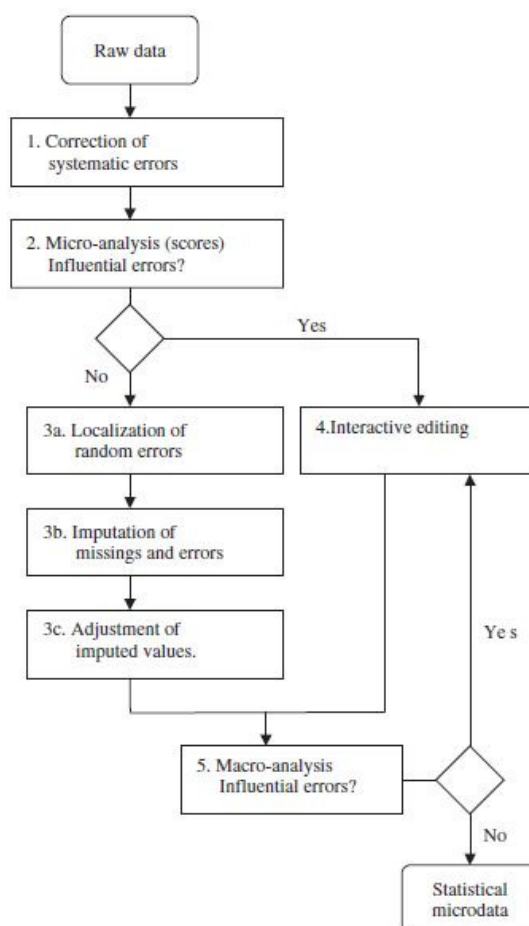 Raw data
1. Correction of
systematic errors
2. Micro-analysis (scores)
Influential errors?
Yes
No
3a. Localization of
random errors
4.Interactive editing
3b. Imputation of
missings and errors
3c. Adjustment of
imputed values.
Ye s
5. Macro-analysis
Influential errors?
No
Statistical
microdata